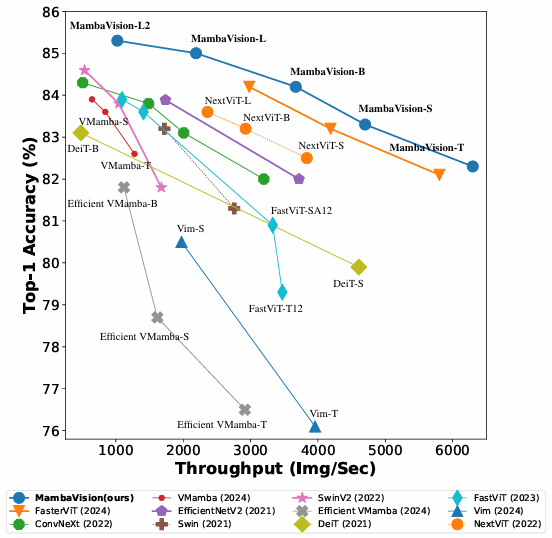 86
MambaVision-L2
MambaVision-L
85
MambaVision-B
84
NextViT-L
MambaVision-S
VMamba-S
NextViT-B
83
DeiT-B
NextViT-S
MambaVision-T
VMamba-T
82
Efficient VMamba-B
FastViT-SA12
81
Vim-S
80
DeiT-S
79
FastViT-T12
Efficient VMamba-S
78
77
Efficient VMamba-T
Vim-T
76
Top-1 Accuracy (%)
1000 2000 3000 4000 5000 6000
Throughput (Img/Sec)
MambaVision(ours) VMamba (2024) SwinV2 (2022) FastViT (2023)
FasterViT (2024) EfficientNetV2 (2021) Efficient VMamba (2024) Vim (2024)
ConvNeXt (2022) Swin (2021) DeiT (2021) NextViT (2022)